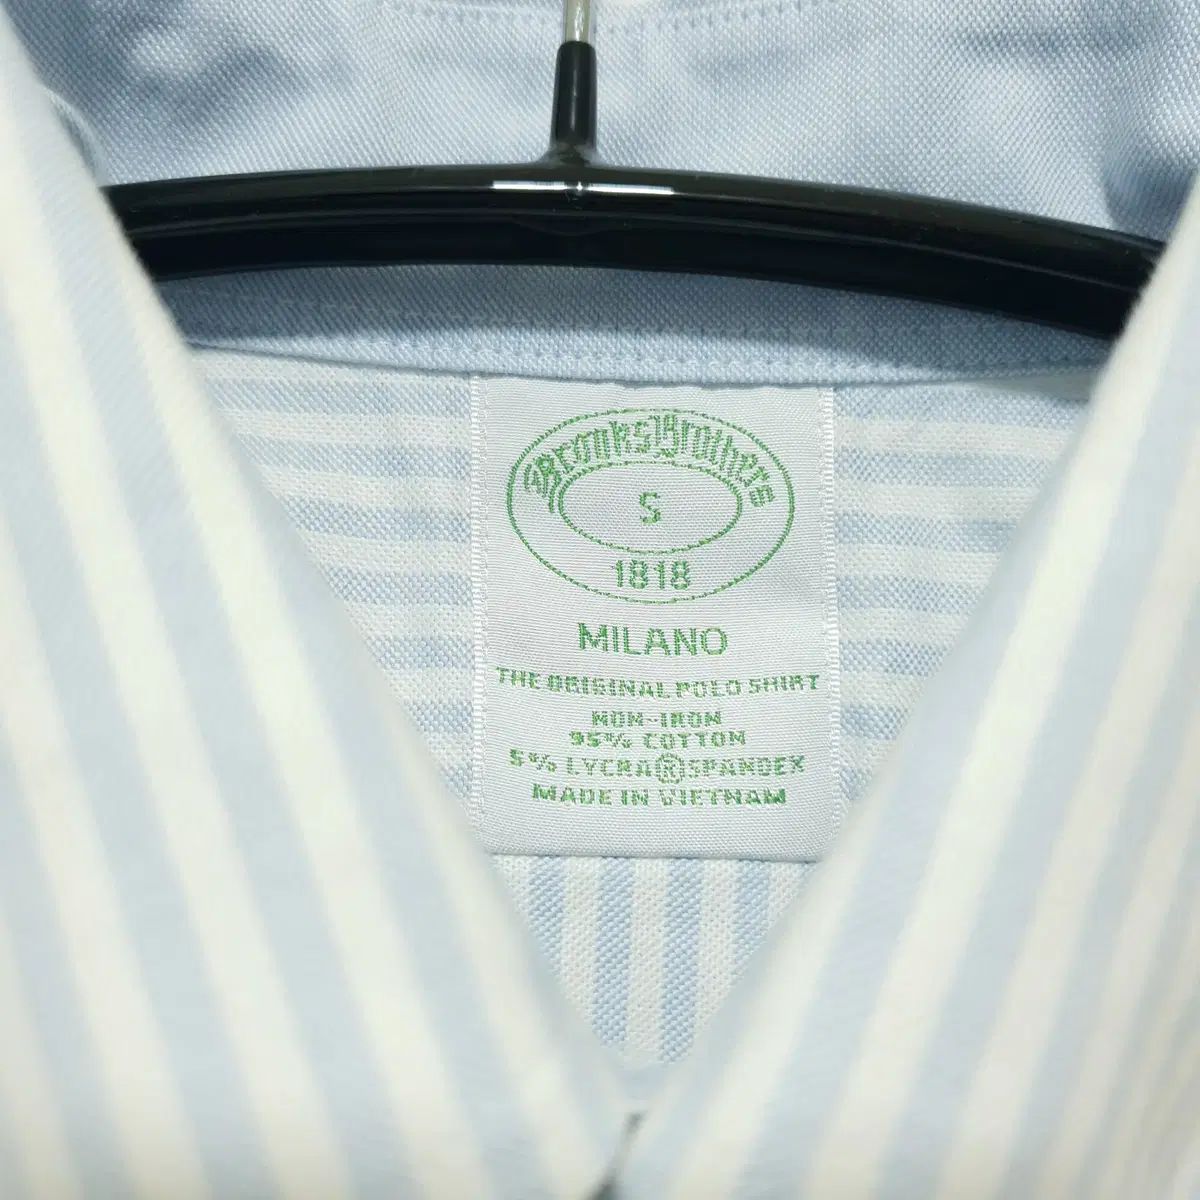 Brooks Brothers
S
1818
MILANO
THE ORIGINAL POLO SHIRT
NON-IRON
95% COTTON
5% LYCRA® SPANDEX
MADE IN VIETNAM